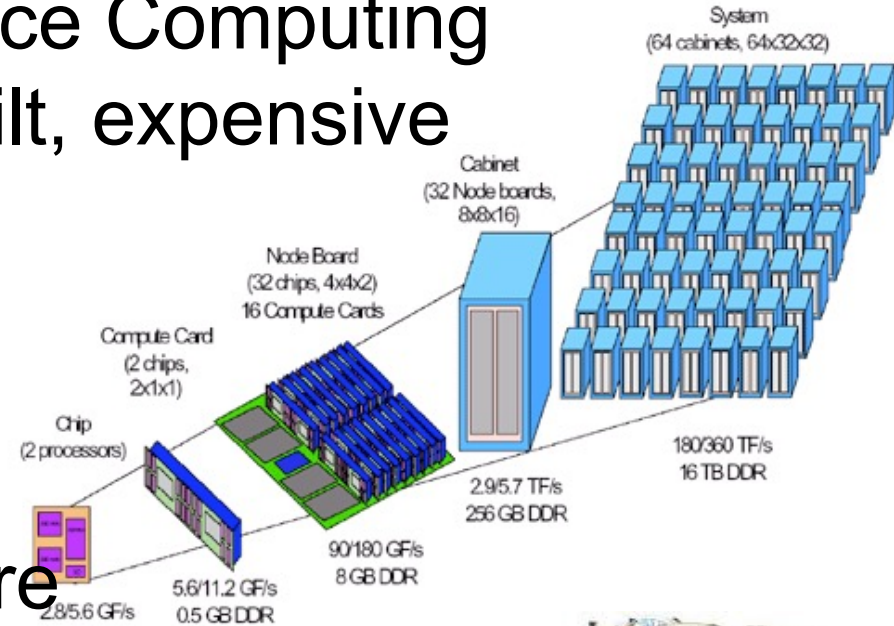 ce Computing
ilt, expensive
System
(64 cabinets, 64x32x32)
Cabinet
(32 Node boards,
8x8x16)
Node Board
(32 chips, 4x4x2)
16 Compute Cards
Compute Card
(2 chips,
2x1x1)
Chip
(2 processors)
180/360 TF/s
16 TB DDR
2.9/5.7 TF/s
256 GB DDR
90/180 GF/s
8 GB DDR
5.6/11.2 GF/s
0.5 GB DDR
2.8/5.6 GF/s
re